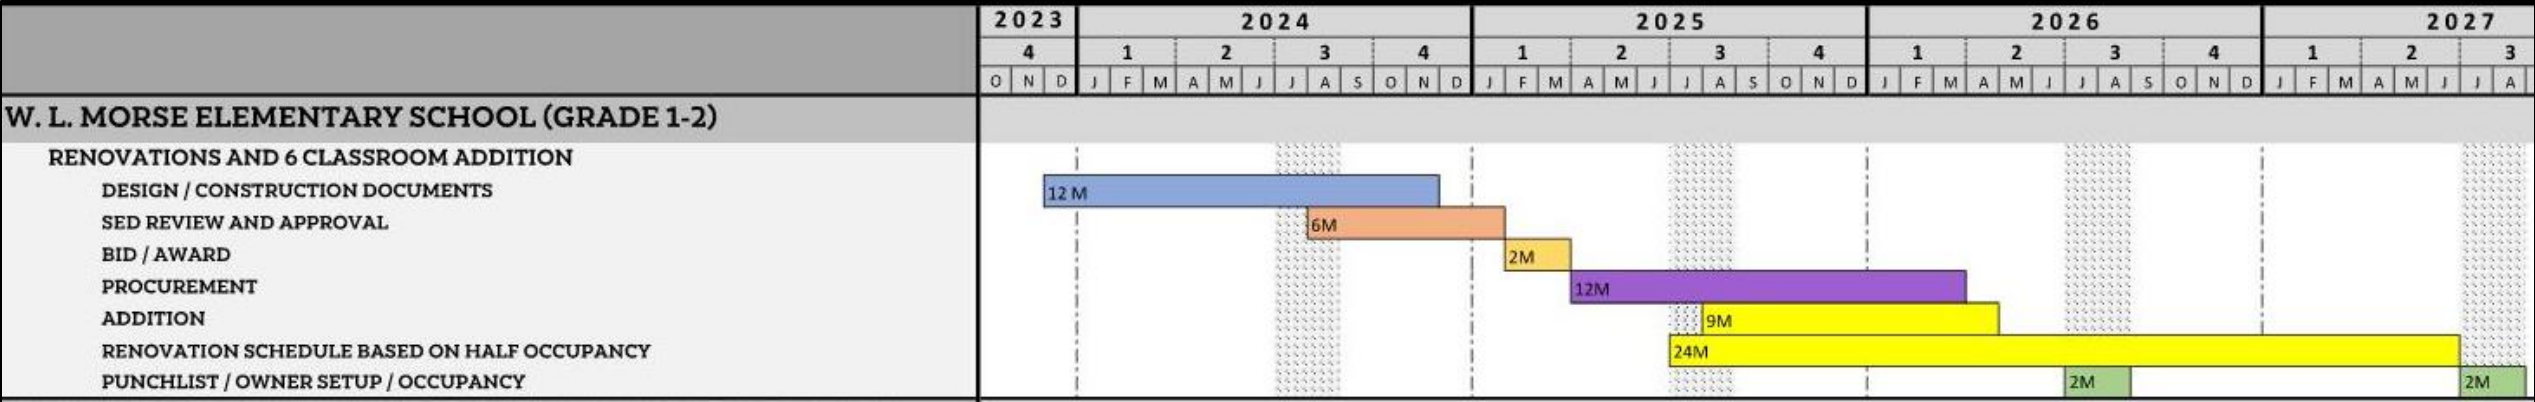 2023 2024 2025 2026 2027
4 1 2 3 4 1 2 3 4 1 2 3 4 1 2 3
O N D J F M A M J J A S O N D J F M A M J J A S O N D J F M A M J J A S O N D J F M A M J J A
W. L. MORSE ELEMENTARY SCHOOL (GRADE 1-2)
RENOVATIONS AND 6 CLASSROOM ADDITION
DESIGN / CONSTRUCTION DOCUMENTS 12 M
SED REVIEW AND APPROVAL 6M
BID / AWARD 2M
PROCUREMENT 12M
ADDITION 9M
RENOVATION SCHEDULE BASED ON HALF OCCUPANCY 24M
PUNCHLIST / OWNER SETUP / OCCUPANCY 2M 2M